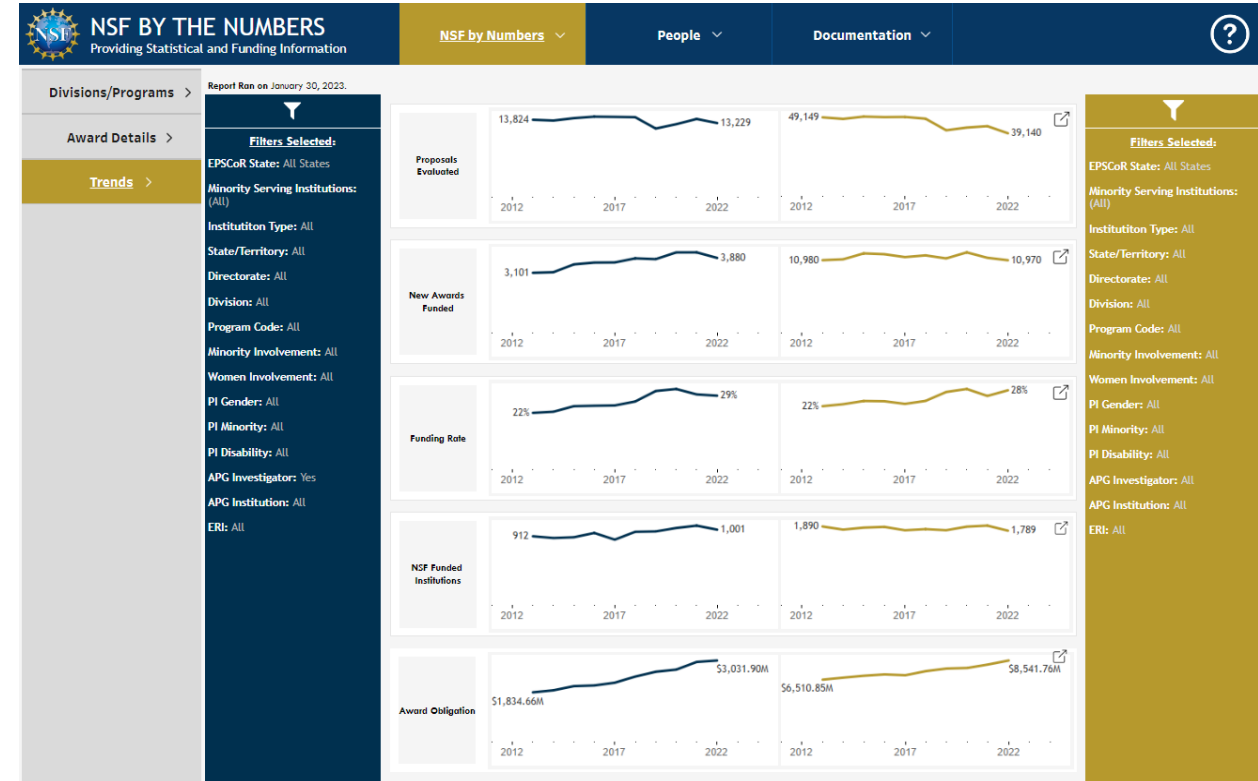 NSF
NSF BY THE NUMBERS
Providing Statistical and Funding Information
NSF by Numbers
People
Documentation
?
Divisions/Programs >
Award Details >
Trends >
Report Ran on January 30, 2023.
Filters Selected:
EPSCoR State: All States
Minority Serving Institutions:
(All)
Institutiton Type: All
State/Territory: All
Directorate: All
Division: All
Program Code: All
Minority Involvement: All
Women Involvement: All
PI Gender: All
PI Minority: All
PI Disability: All
APG Investigator: Yes
APG Institution: All
ERI: All
Proposals
Evaluated
13,824 13,229
2012 2017 2022
49,149 39,140
2012 2017 2022
New Awards
Funded
3,101 3,880
2012 2017 2022
10,980 10,970
2012 2017 2022
Funding Rate
22% 29%
2012 2017 2022
22% 28%
2012 2017 2022
NSF Funded
Institutions
912 1,001
2012 2017 2022
1,890 1,789
2012 2017 2022
Award Obligation
$1,834.66M $3,031.90M
2012 2017 2022
$6,510.85M $8,541.76M
2012 2017 2022
Filters Selected:
EPSCoR State: All States
Minority Serving Institutions:
(All)
Institutiton Type: All
State/Territory: All
Directorate: All
Division: All
Program Code: All
Minority Involvement: All
Women Involvement: All
PI Gender: All
PI Minority: All
PI Disability: All
APG Investigator: All
APG Institution: All
ERI: All